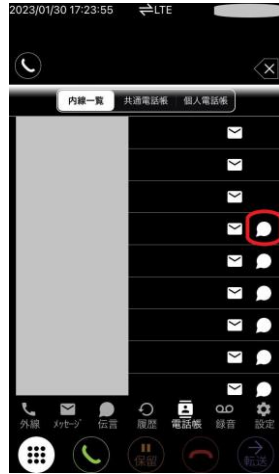 2023/01/30 17:23:55 LTE
内線一覧 共通電話帳 個人電話帳
外線 メッセージ 伝言 履歴 電話帳 録音 設定
保留 転送